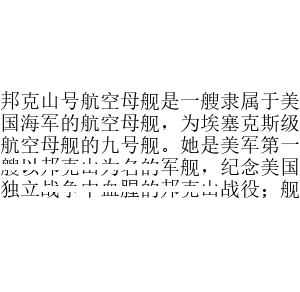 邦克山号航空母舰是一艘隶属于美
国海军的航空母舰，为埃塞克斯级
航空母舰的九号舰。她是美军第一
艘以邦克山为名的军舰，纪念美国
独立战争中血腥的邦克山战役；舰